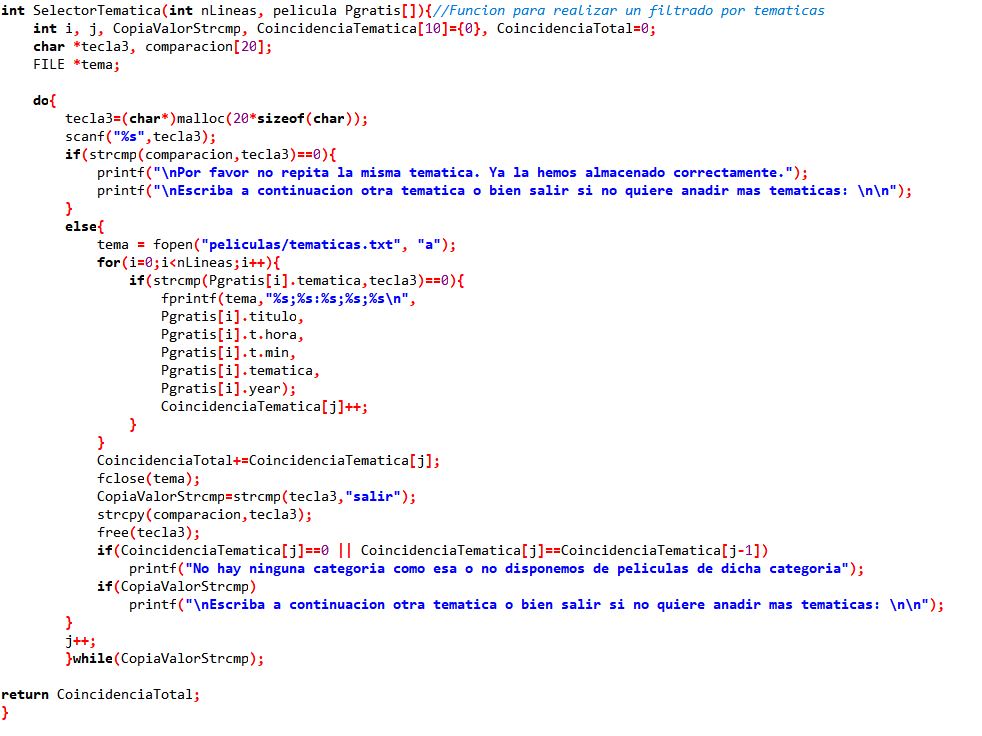 int SelectorTematica(int nLineas, pelicula Pgratis[]){//Funcion para realizar un filtrado por tematicas
    int i, j, CopiaValorStrcmp, CoincidenciaTematica[10]={0}, CoincidenciaTotal=0;
    char *tecla3, comparacion[20];
    FILE *tema;

    do{
        tecla3=(char*)malloc(20*sizeof(char));
        scanf("%s",tecla3);
        if(strcmp(comparacion,tecla3)==0){
            printf("\nPor favor no repita la misma tematica. Ya la hemos almacenado correctamente.");
            printf("\nEscriba a continuacion otra tematica o bien salir si no quiere anadir mas tematicas: \n\n");
        }
        else{
            tema = fopen("peliculas/tematicas.txt", "a");
            for(i=0;i<nLineas;i++){
                if(strcmp(Pgratis[i].tematica,tecla3)==0){
                    fprintf(tema,"%s;%s:%s;%s;%s\n",
                    Pgratis[i].titulo,
                    Pgratis[i].t.hora,
                    Pgratis[i].t.min,
                    Pgratis[i].tematica,
                    Pgratis[i].year);
                    CoincidenciaTematica[j]++;
                }
            }
            CoincidenciaTotal+=CoincidenciaTematica[j];
            fclose(tema);
            CopiaValorStrcmp=strcmp(tecla3,"salir");
            strcpy(comparacion,tecla3);
            free(tecla3);
            if(CoincidenciaTematica[j]==0 || CoincidenciaTematica[j]==CoincidenciaTematica[j-1])
                printf("No hay ninguna categoria como esa o no disponemos de peliculas de dicha categoria");
            if(CopiaValorStrcmp)
                printf("\nEscriba a continuacion otra tematica o bien salir si no quiere anadir mas tematicas: \n\n");
        }
        j++;
        }while(CopiaValorStrcmp);

return CoincidenciaTotal;
}